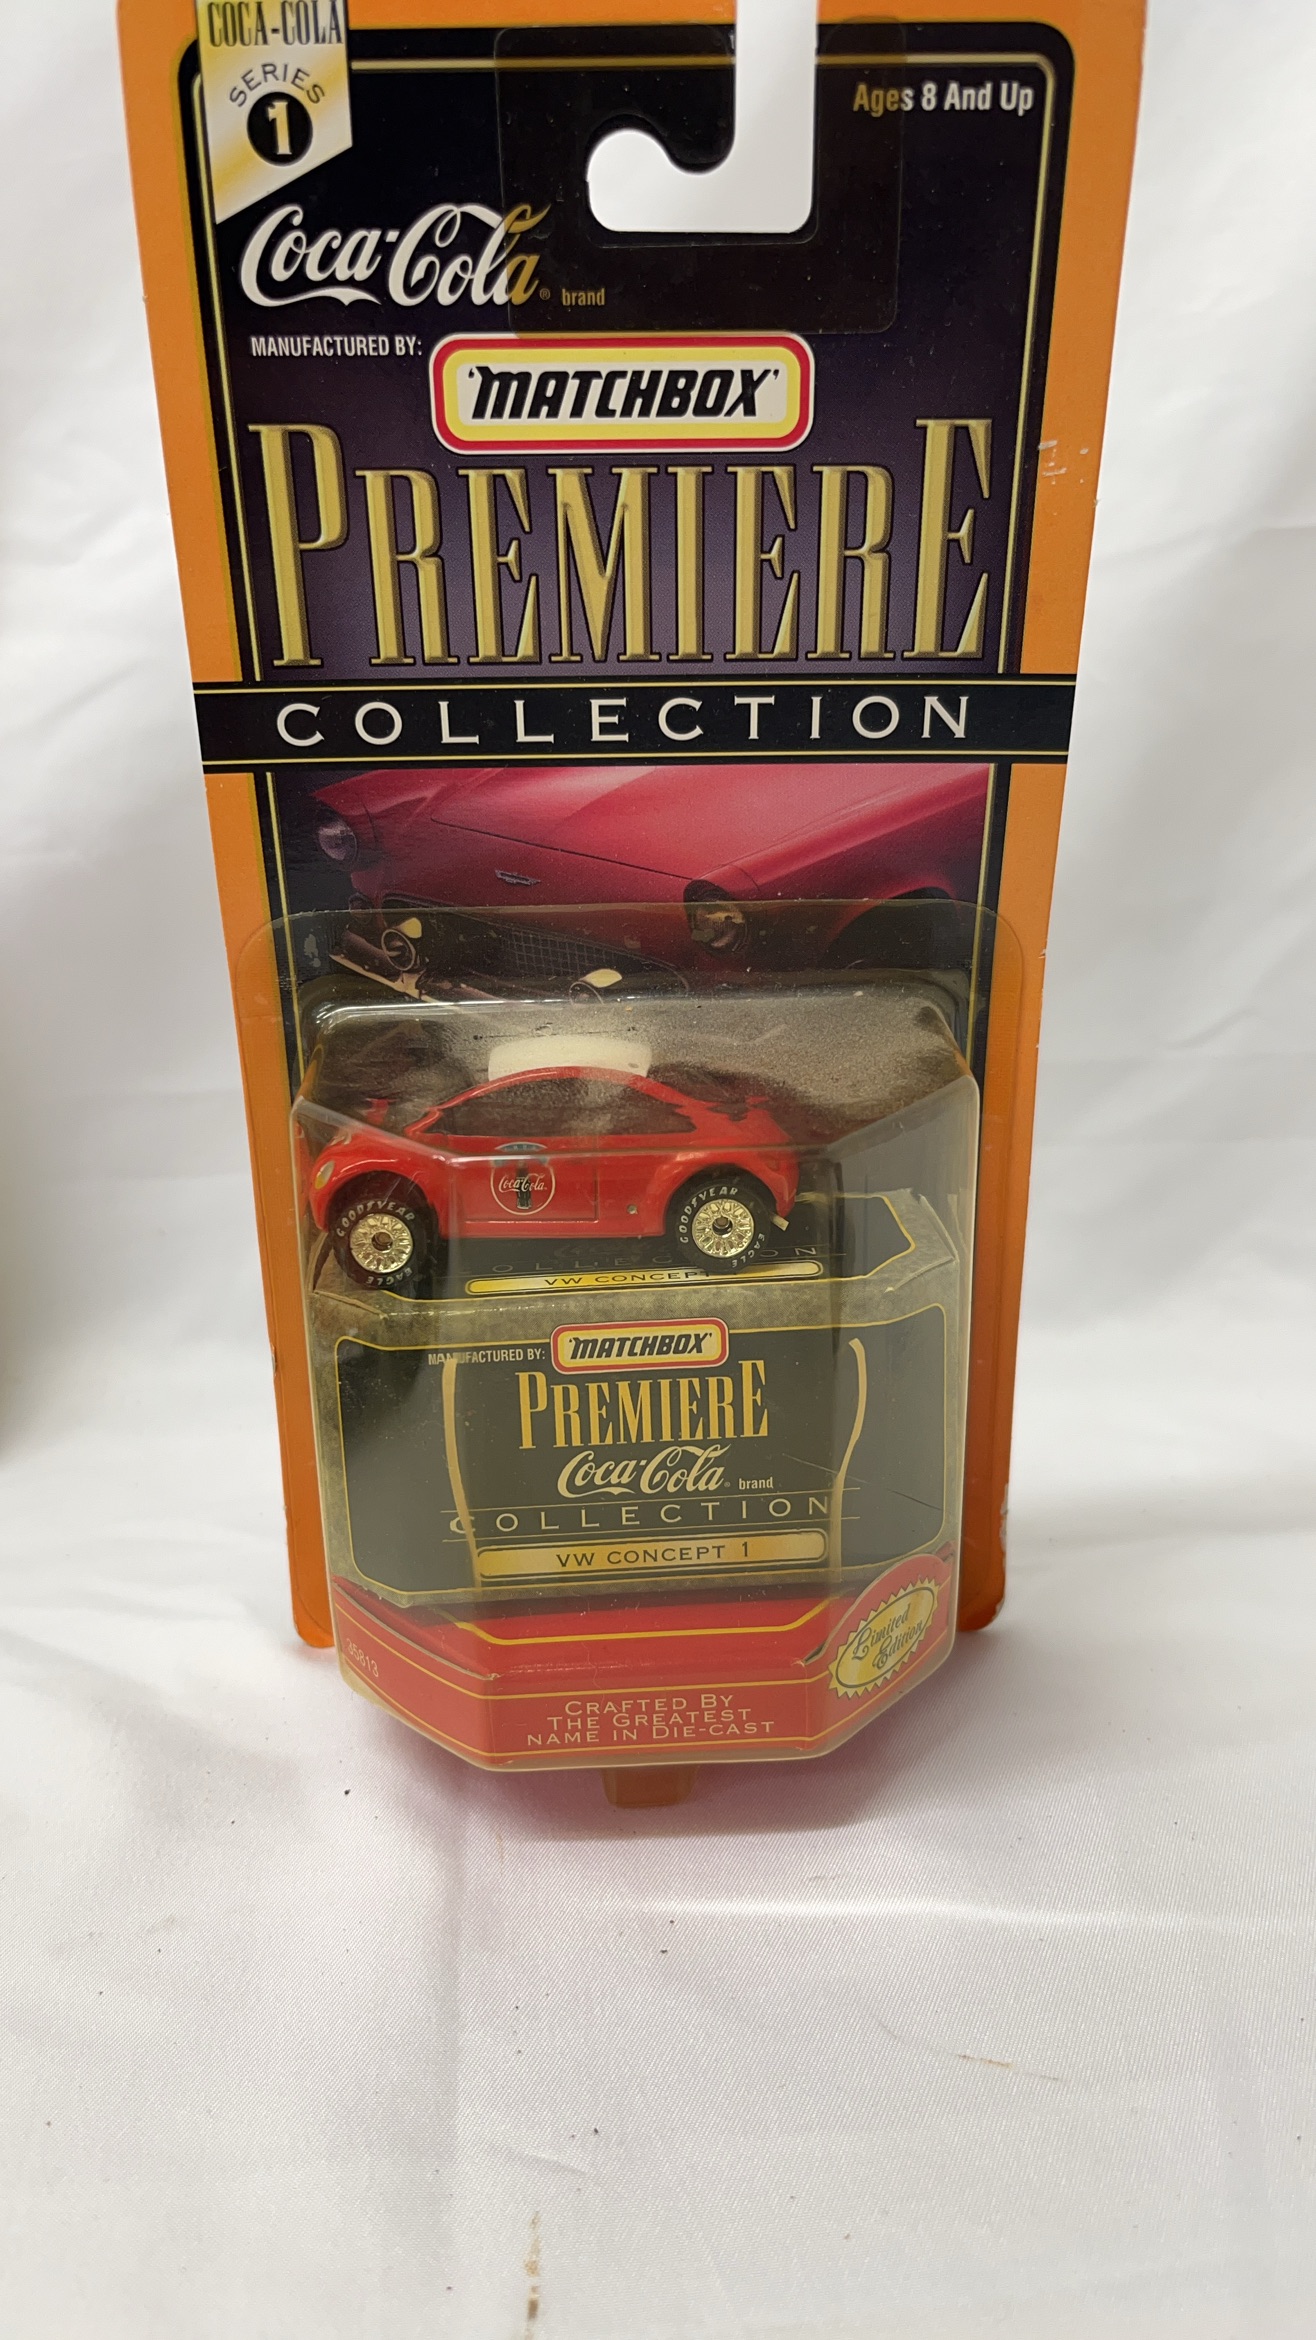 COCA-COLA
SERIES
1
Ages 8 And Up
Coca-Cola® brand
MANUFACTURED BY:
'MATCHBOX'
PREMIERE
COLLECTION
Coca-Cola
GOODYEAR
EAGLE
GOODYEAR
EAGLE
VW CONCEPT
MANUFACTURED BY:
'MATCHBOX'
PREMIERE
Coca-Cola® brand
COLLECTION
VW CONCEPT 1
35813
Limited
Edition
CRAFTED BY
THE GREATEST
NAME IN DIE-CAST